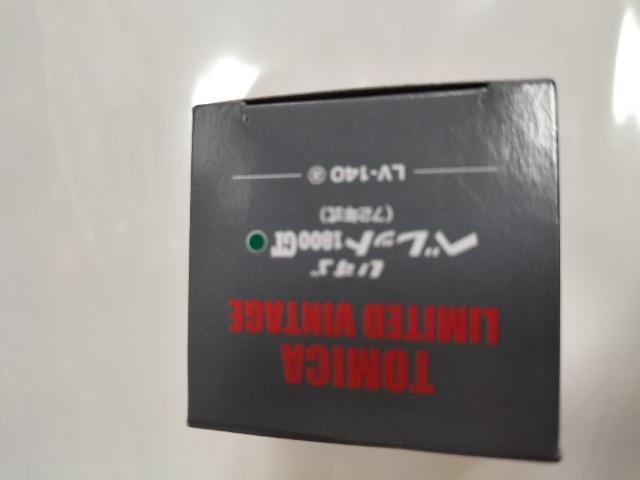 TOMICA
LIMITED VINTAGE
いすゞ
ベレット1800GT
(72年式)
LV-140 ⓐ